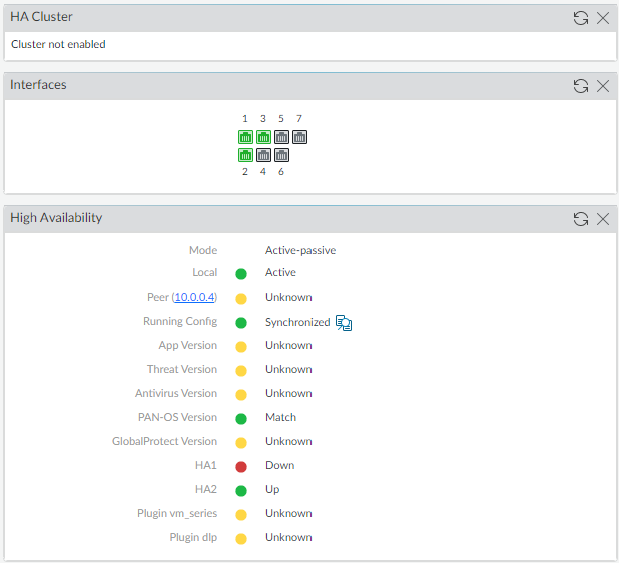 HA Cluster
Cluster not enabled
Interfaces
1 3 5 7
2 4 6
High Availability
Mode Active-passive
Local Active
Peer (10.0.0.4) Unknown
Running Config Synchronized
App Version Unknown
Threat Version Unknown
Antivirus Version Unknown
PAN-OS Version Match
GlobalProtect Version Unknown
HA1 Down
HA2 Up
Plugin vm_series Unknown
Plugin dlp Unknown